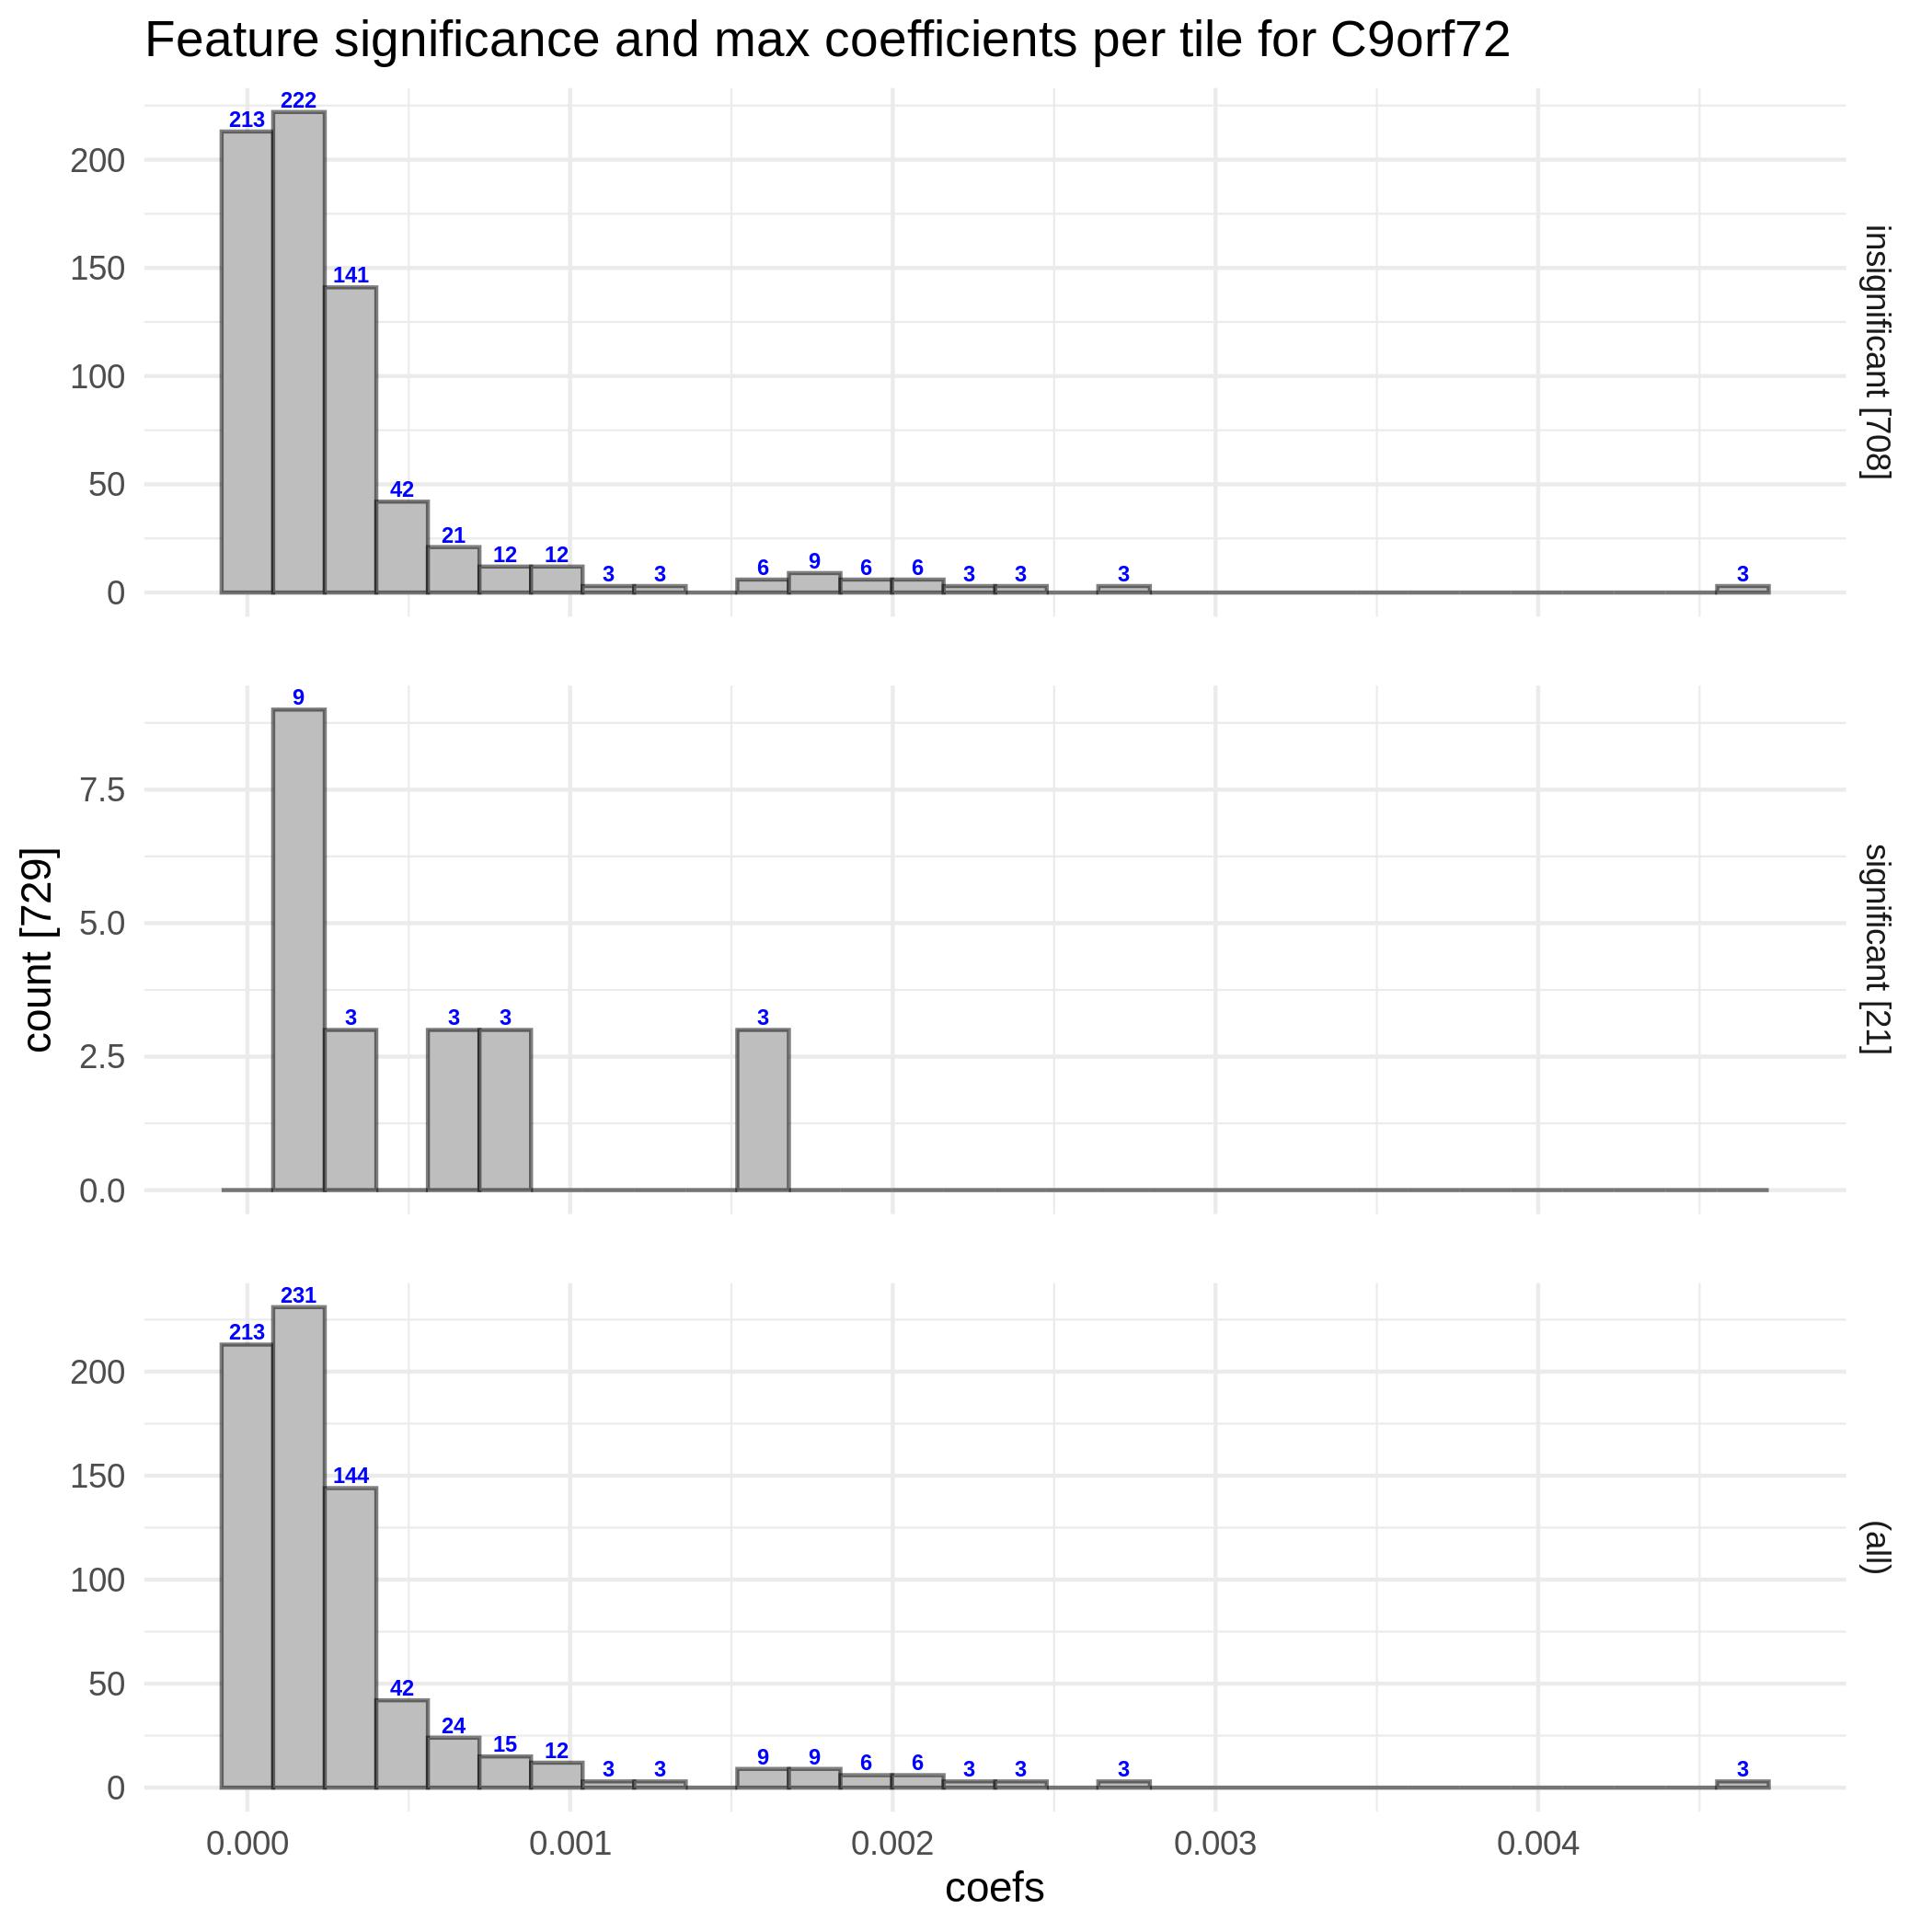 Feature significance and max coefficients per tile for C9orf72
213 222 141 42 21 12 12 3 3 6 9 6 6 3 3 3 3
200
150
100
50
0
insignificant [708]
9 3 3 3 3
7.5
5.0
2.5
0.0
significant [21]
count [729]
213 231 144 42 24 15 12 3 3 9 9 6 6 3 3 3 3
200
150
100
50
0
(all)
0.000 0.001 0.002 0.003 0.004
coefs